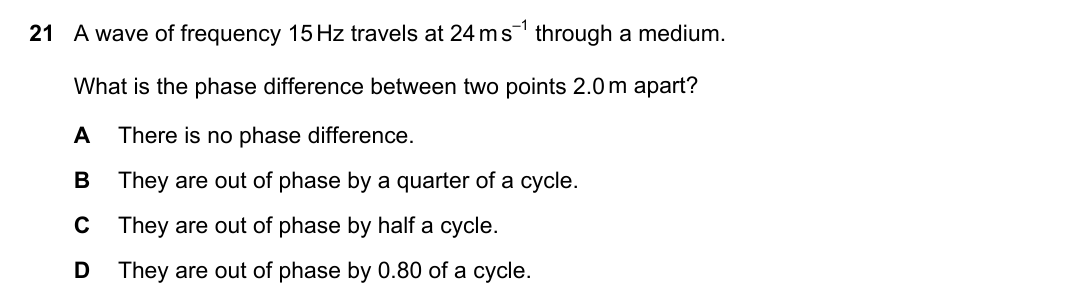 21 A wave of frequency 15 Hz travels at 24 m s⁻¹ through a medium.
What is the phase difference between two points 2.0 m apart?
A There is no phase difference.
B They are out of phase by a quarter of a cycle.
C They are out of phase by half a cycle.
D They are out of phase by 0.80 of a cycle.